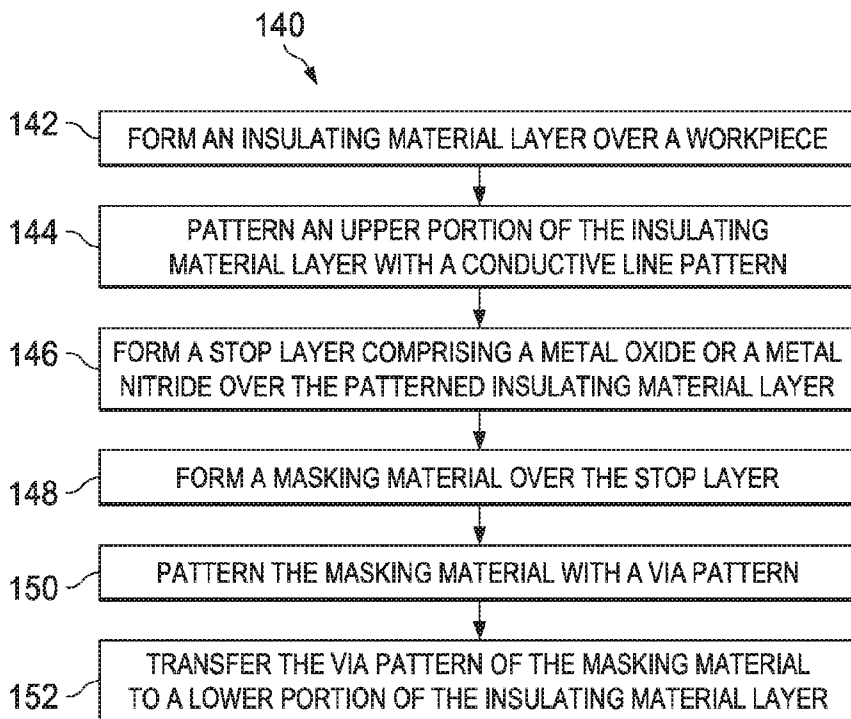 140
142
FORM AN INSULATING MATERIAL LAYER OVER A WORKPIECE
144
PATTERN AN UPPER PORTION OF THE INSULATING
MATERIAL LAYER WITH A CONDUCTIVE LINE PATTERN
146
FORM A STOP LAYER COMPRISING A METAL OXIDE OR A METAL
NITRIDE OVER THE PATTERNED INSULATING MATERIAL LAYER
148
FORM A MASKING MATERIAL OVER THE STOP LAYER
150
PATTERN THE MASKING MATERIAL WITH A VIA PATTERN
152
TRANSFER THE VIA PATTERN OF THE MASKING MATERIAL
TO A LOWER PORTION OF THE INSULATING MATERIAL LAYER